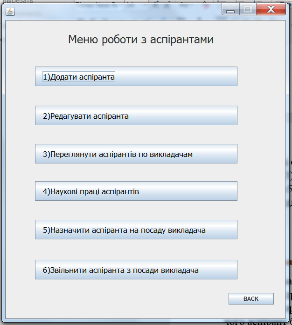 Меню роботи з аспірантами
1)Додати аспіранта
2)Редагувати аспіранта
3)Переглянути аспірантів по викладачам
4)Наукові праці аспірантів
5)Назначити аспіранта на посаду викладача
6)Звільнити аспіранта з посади викладача
BACK